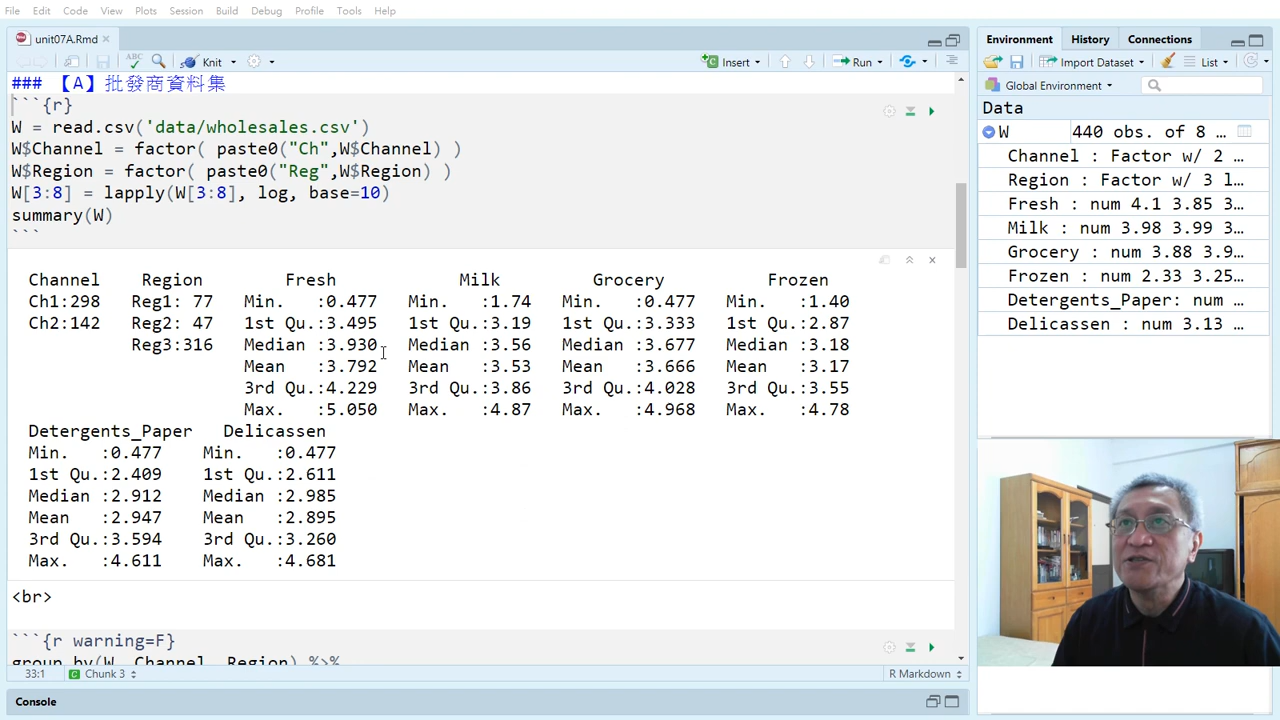 File Edit Code View Plots Session Build Debug Profile Tools Help
unit07A.Rmd
ABC Knit Insert Run
### 【A】批發商資料集
```{r}
W = read.csv('data/wholesales.csv')
W$Channel = factor( paste0("Ch",W$Channel) )
W$Region = factor( paste0("Reg",W$Region) )
W[3:8] = lapply(W[3:8], log, base=10)
summary(W)
```
Channel Region Fresh Milk Grocery Frozen
Ch1:298 Reg1: 77 Min. :0.477 Min. :1.74 Min. :0.477 Min. :1.40
Ch2:142 Reg2: 47 1st Qu.:3.495 1st Qu.:3.19 1st Qu.:3.333 1st Qu.:2.87
Reg3:316 Median :3.930 Median :3.56 Median :3.677 Median :3.18
Mean :3.792 Mean :3.53 Mean :3.666 Mean :3.17
3rd Qu.:4.229 3rd Qu.:3.86 3rd Qu.:4.028 3rd Qu.:3.55
Max. :5.050 Max. :4.87 Max. :4.968 Max. :4.78
Detergents_Paper Delicassen
Min. :0.477 Min. :0.477
1st Qu.:2.409 1st Qu.:2.611
Median :2.912 Median :2.985
Mean :2.947 Mean :2.895
3rd Qu.:3.594 3rd Qu.:3.260
Max. :4.611 Max. :4.681
<br>
```{r warning=F}
group_by(W, Channel, Region) %>%
33:1 Chunk 3 R Markdown
Console
Environment History Connections
Import Dataset List
Global Environment
Data
W 440 obs. of 8 ...
Channel : Factor w/ 2 ...
Region : Factor w/ 3 l...
Fresh : num 4.1 3.85 3...
Milk : num 3.98 3.99 3...
Grocery : num 3.88 3.9...
Frozen : num 2.33 3.25...
Detergents_Paper: num ...
Delicassen : num 3.13 ...